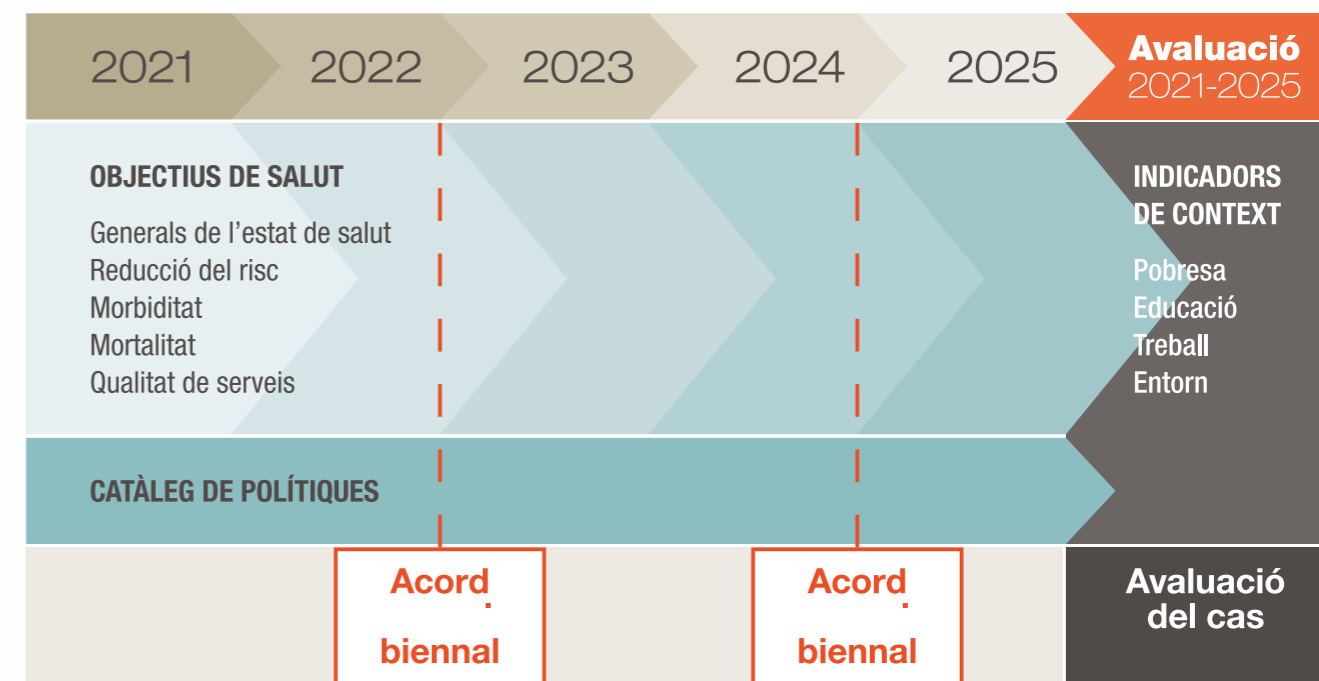 2021
2022
2023
2024
2025
Avaluació
2021-2025
OBJECTIUS DE SALUT
Generals de l’estat de salut
Reducció del risc
Morbiditat
Mortalitat
Qualitat de serveis
INDICADORS
DE CONTEXT
Pobresa
Educació
Treball
Entorn
CATÀLEG DE POLÍTIQUES
Acord
biennal
Acord
biennal
Avaluació
del cas